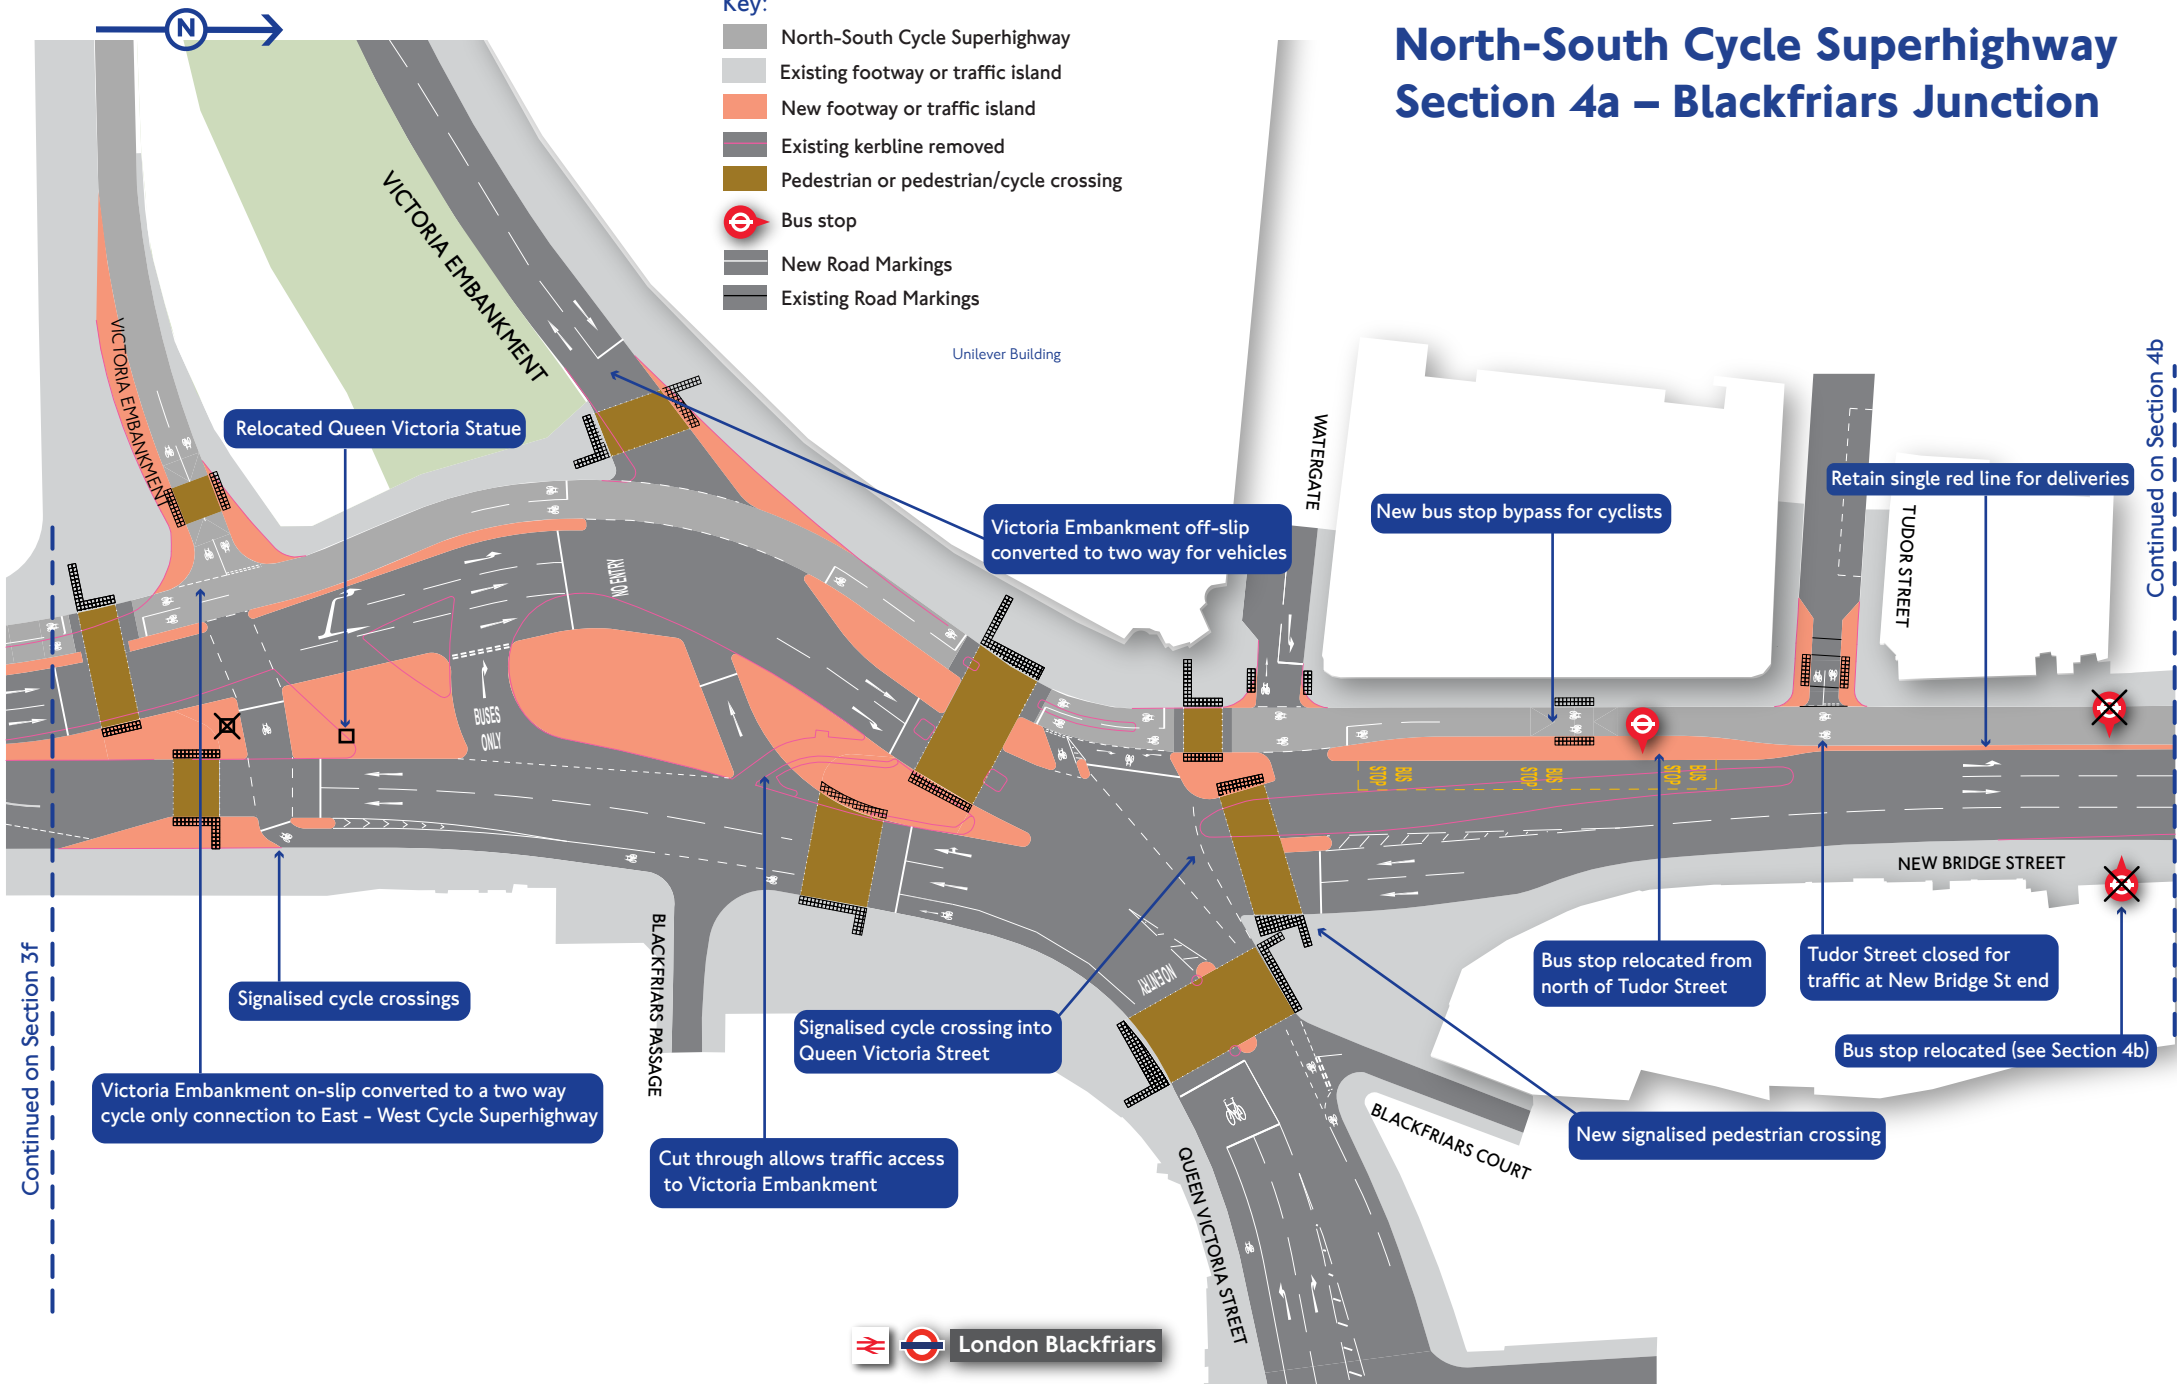 N
Key:
North-South Cycle Superhighway
Existing footway or traffic island
New footway or traffic island
Existing kerbline removed
Pedestrian or pedestrian/cycle crossing
Bus stop
New Road Markings
Existing Road Markings
North-South Cycle Superhighway
Section 4a – Blackfriars Junction
Unilever Building
VICTORIA EMBANKMENT
VICTORIA EMBANKMENT
Relocated Queen Victoria Statue
Victoria Embankment off-slip
converted to two way for vehicles
WATERGATE
New bus stop bypass for cyclists
Retain single red line for deliveries
TUDOR STREET
Continued on Section 4b
NO ENTRY
BUSES
ONLY
BUS
STOP
BUS
STOP
BUS
STOP
NEW BRIDGE STREET
Continued on Section 3f
Signalised cycle crossings
BLACKFRIARS PASSAGE
NO ENTRY
Signalised cycle crossing into
Queen Victoria Street
Bus stop relocated from
north of Tudor Street
Tudor Street closed for
traffic at New Bridge St end
Bus stop relocated (see Section 4b)
Victoria Embankment on-slip converted to a two way
cycle only connection to East - West Cycle Superhighway
Cut through allows traffic access
to Victoria Embankment
BLACKFRIARS COURT
New signalised pedestrian crossing
QUEEN VICTORIA STREET
London Blackfriars